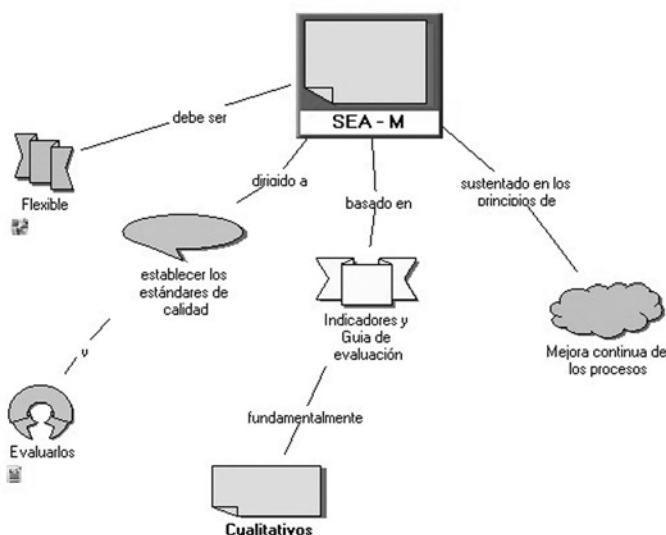 SEA - M
debe ser
dirigido a
basado en
sustentado en los
principios de
Flexible
establecer los
estándares de
calidad
Indicadores y
Guia de
evaluación
Mejora continua de
los procesos
y
Evaluarlos
fundamentalmente
Cualitativos